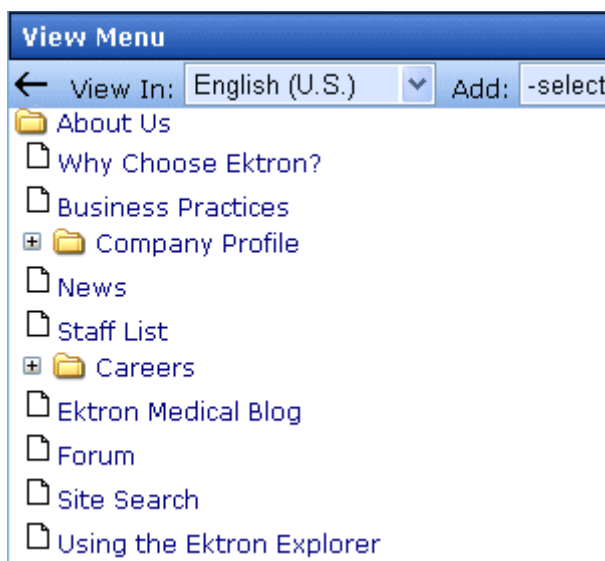 View Menu
View In: English (U.S.) Add: -select
About Us
Why Choose Ektron?
Business Practices
Company Profile
News
Staff List
Careers
Ektron Medical Blog
Forum
Site Search
Using the Ektron Explorer